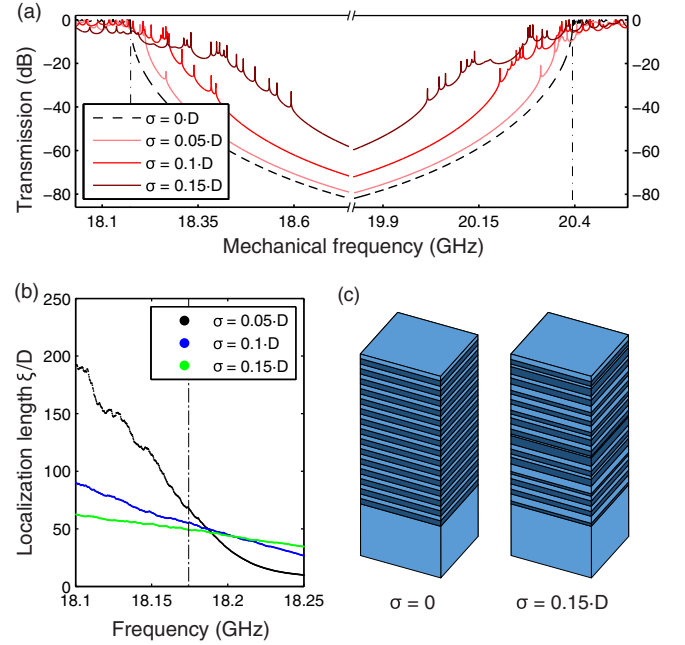 (a)
0
−20
−40
−60
−80
Transmission (dB)
σ = 0·D
σ = 0.05·D
σ = 0.1·D
σ = 0.15·D
0
−20
−40
−60
−80
18.1 18.35 18.6 19.9 20.15 20.4
Mechanical frequency (GHz)
(b)
250
200
150
100
50
0
Localization length ξ/D
σ = 0.05·D
σ = 0.1·D
σ = 0.15·D
18.1 18.15 18.2 18.25
Frequency (GHz)
(c)
σ = 0 σ = 0.15·D